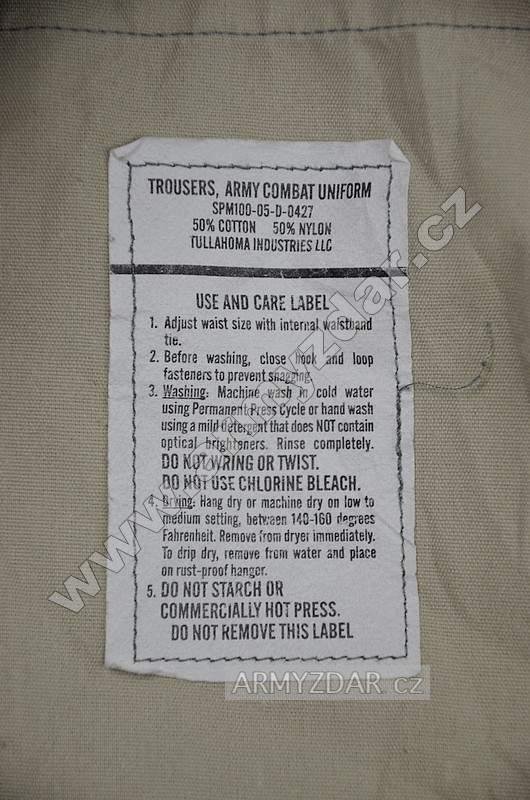 TROUSERS, ARMY COMBAT UNIFORM
SPM100-05-D-0427
50% COTTON 50% NYLON
TULLAHOMA INDUSTRIES LLC
USE AND CARE LABEL
1. Adjust waist size with internal waistband
tie.
2. Before washing, close hook and loop
fasteners to prevent snagging.
3. Washing: Machine wash in cold water
using Permanent Press Cycle or hand wash
using a mild detergent that does NOT contain
optical brighteners. Rinse completely.
DO NOT WRING OR TWIST.
DO NOT USE CHLORINE BLEACH.
4. Drying: Hang dry or machine dry on low to
medium setting, between 140-160 degrees
Fahrenheit. Remove from dryer immediately.
To drip dry, remove from water and place
on rust-proof hanger.
5. DO NOT STARCH OR
COMMERCIALLY HOT PRESS.
DO NOT REMOVE THIS LABEL
www.armyzdar.cz
ARMYZDAR.CZ